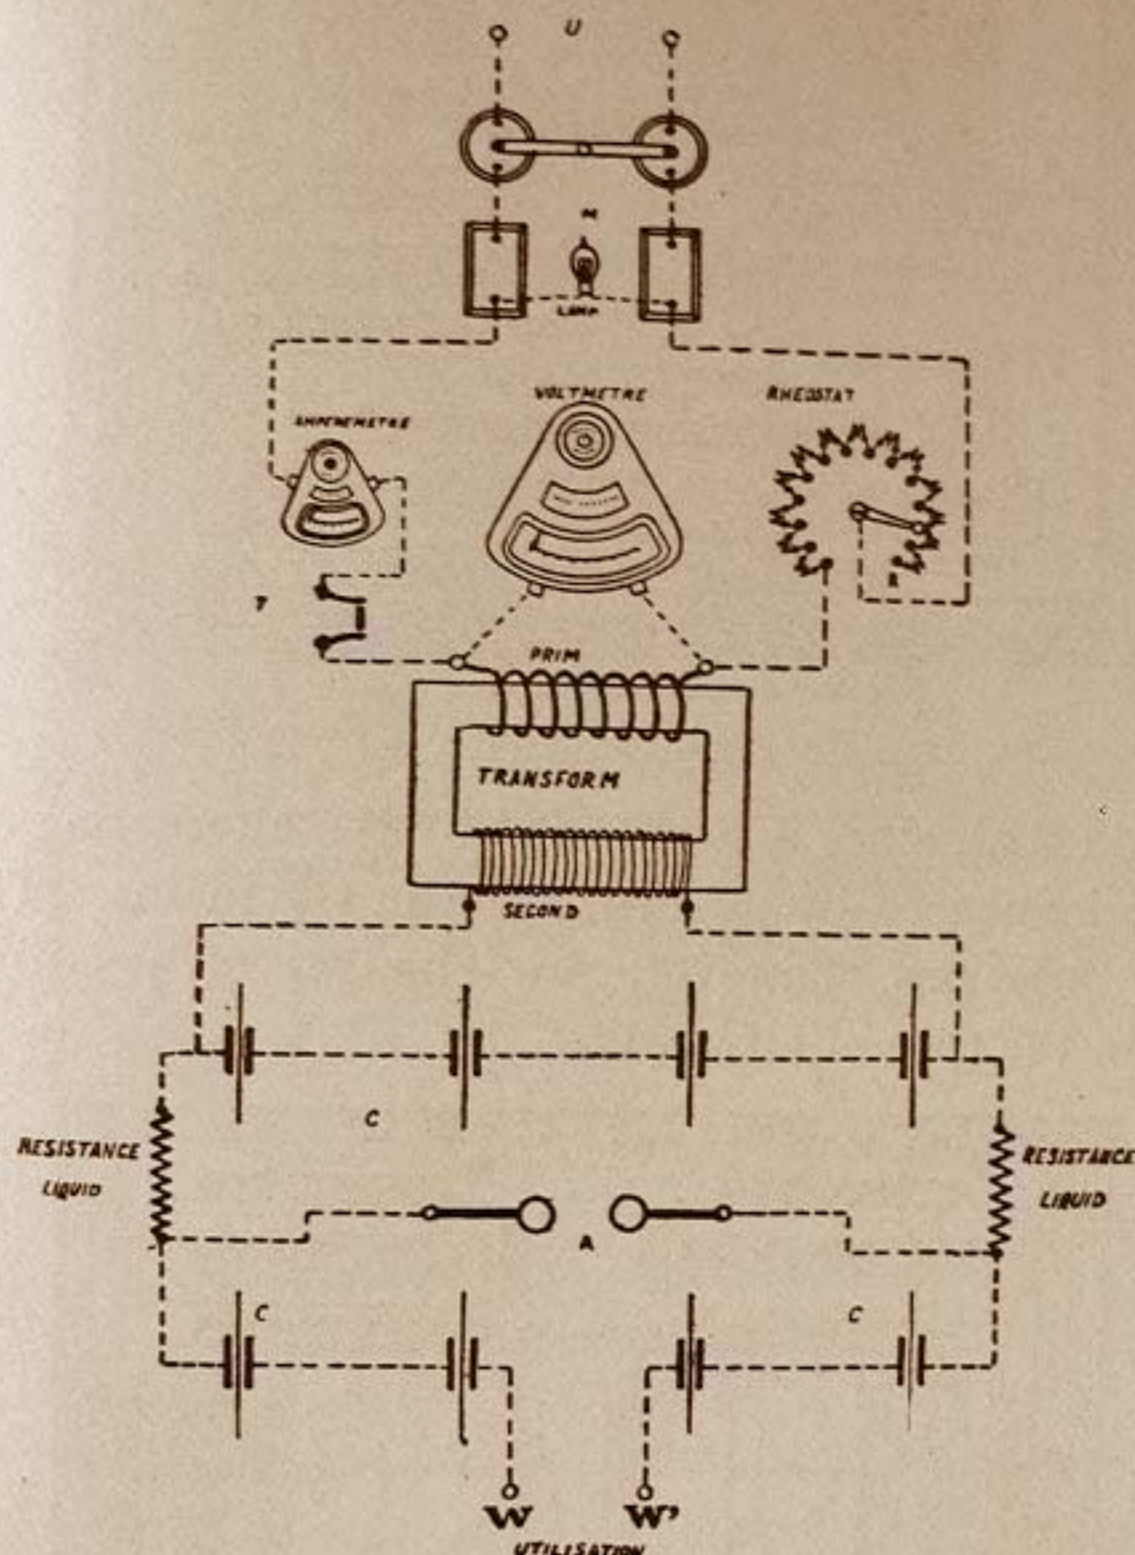 U
LAMP
VOLTMETRE
RHEOSTAT
AMPEREMETRE
PRIM
TRANSFORM
SECOND
C
RESISTANCE
LIQUID
RESISTANCE
LIQUID
A
C
C
W W'
UTILISATION